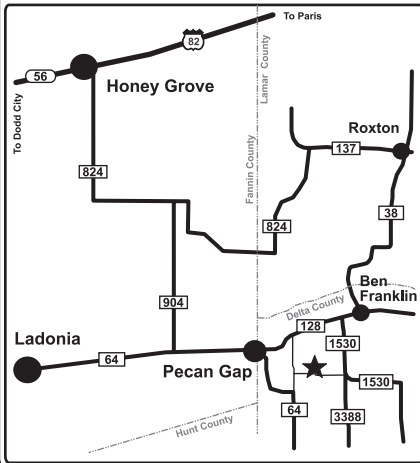 To Paris
82
56
Honey Grove
To Dodd City
Fannin County
Lamar County
Roxton
137
824
38
824
904
Ben
Franklin
Delta County
128
Ladonia
64
1530
Pecan Gap
1530
64
3388
Hunt County